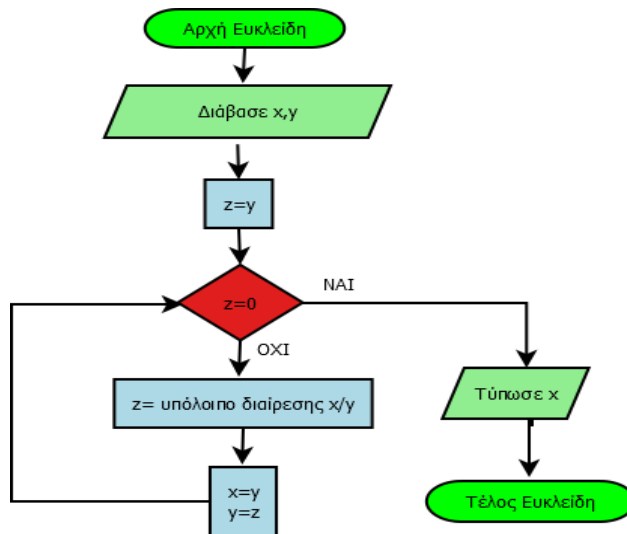 Αρχή Ευκλείδη
Διάβασε x,y
z=y
z=0
ΝΑΙ
ΟΧΙ
z= υπόλοιπο διαίρεσης x/y
Τύπωσε x
x=y
y=z
Τέλος Ευκλείδη